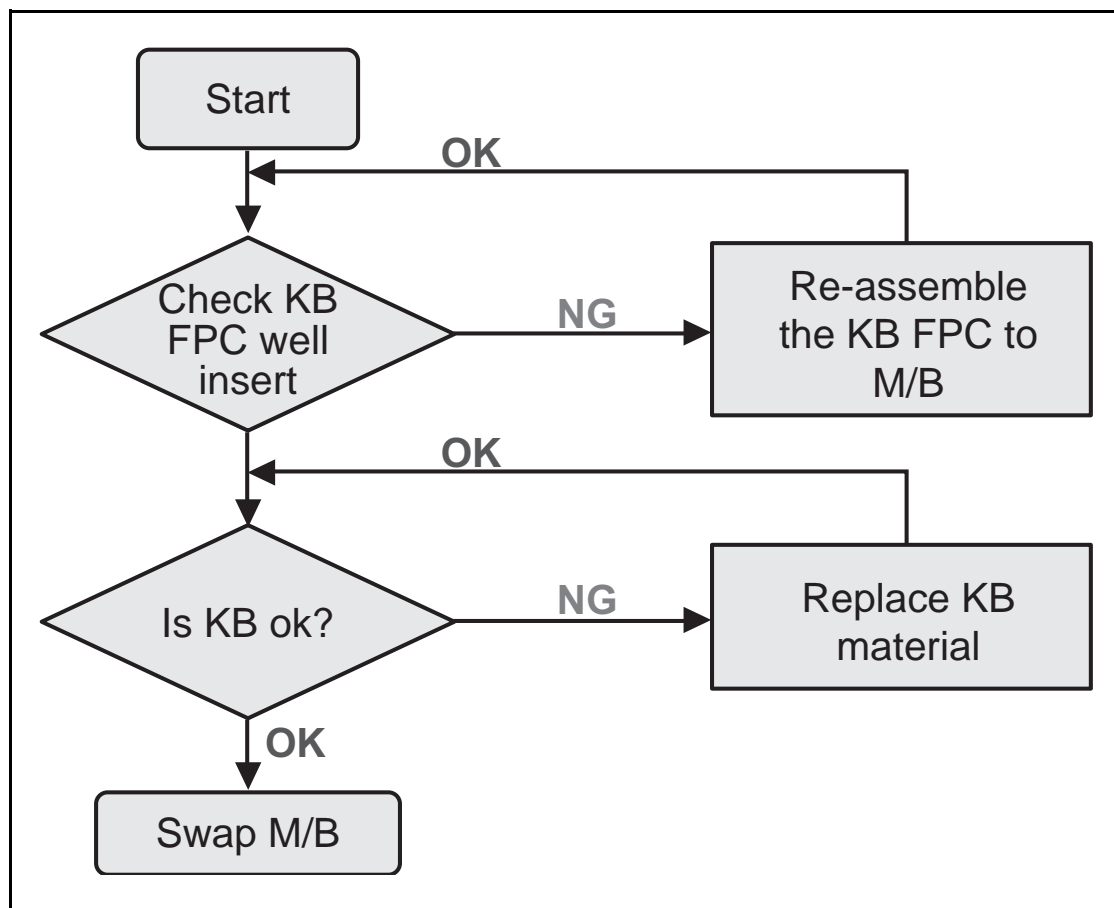 Start
OK
Check KB
FPC well
insert
NG
Re-assemble
the KB FPC to
M/B
OK
Is KB ok?
NG
Replace KB
material
OK
Swap M/B